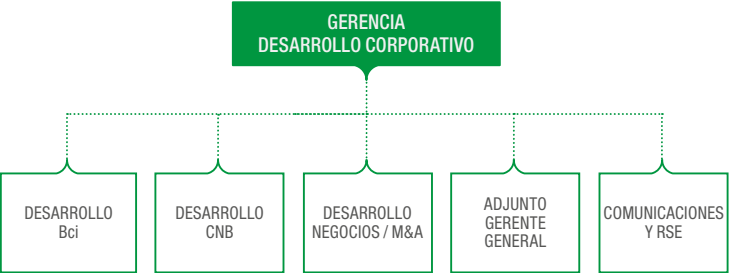 GERENCIA
DESARROLLO CORPORATIVO
DESARROLLO
Bci
DESARROLLO
CNB
DESARROLLO
NEGOCIOS / M&A
ADJUNTO
GERENTE
GENERAL
COMUNICACIONES
Y RSE